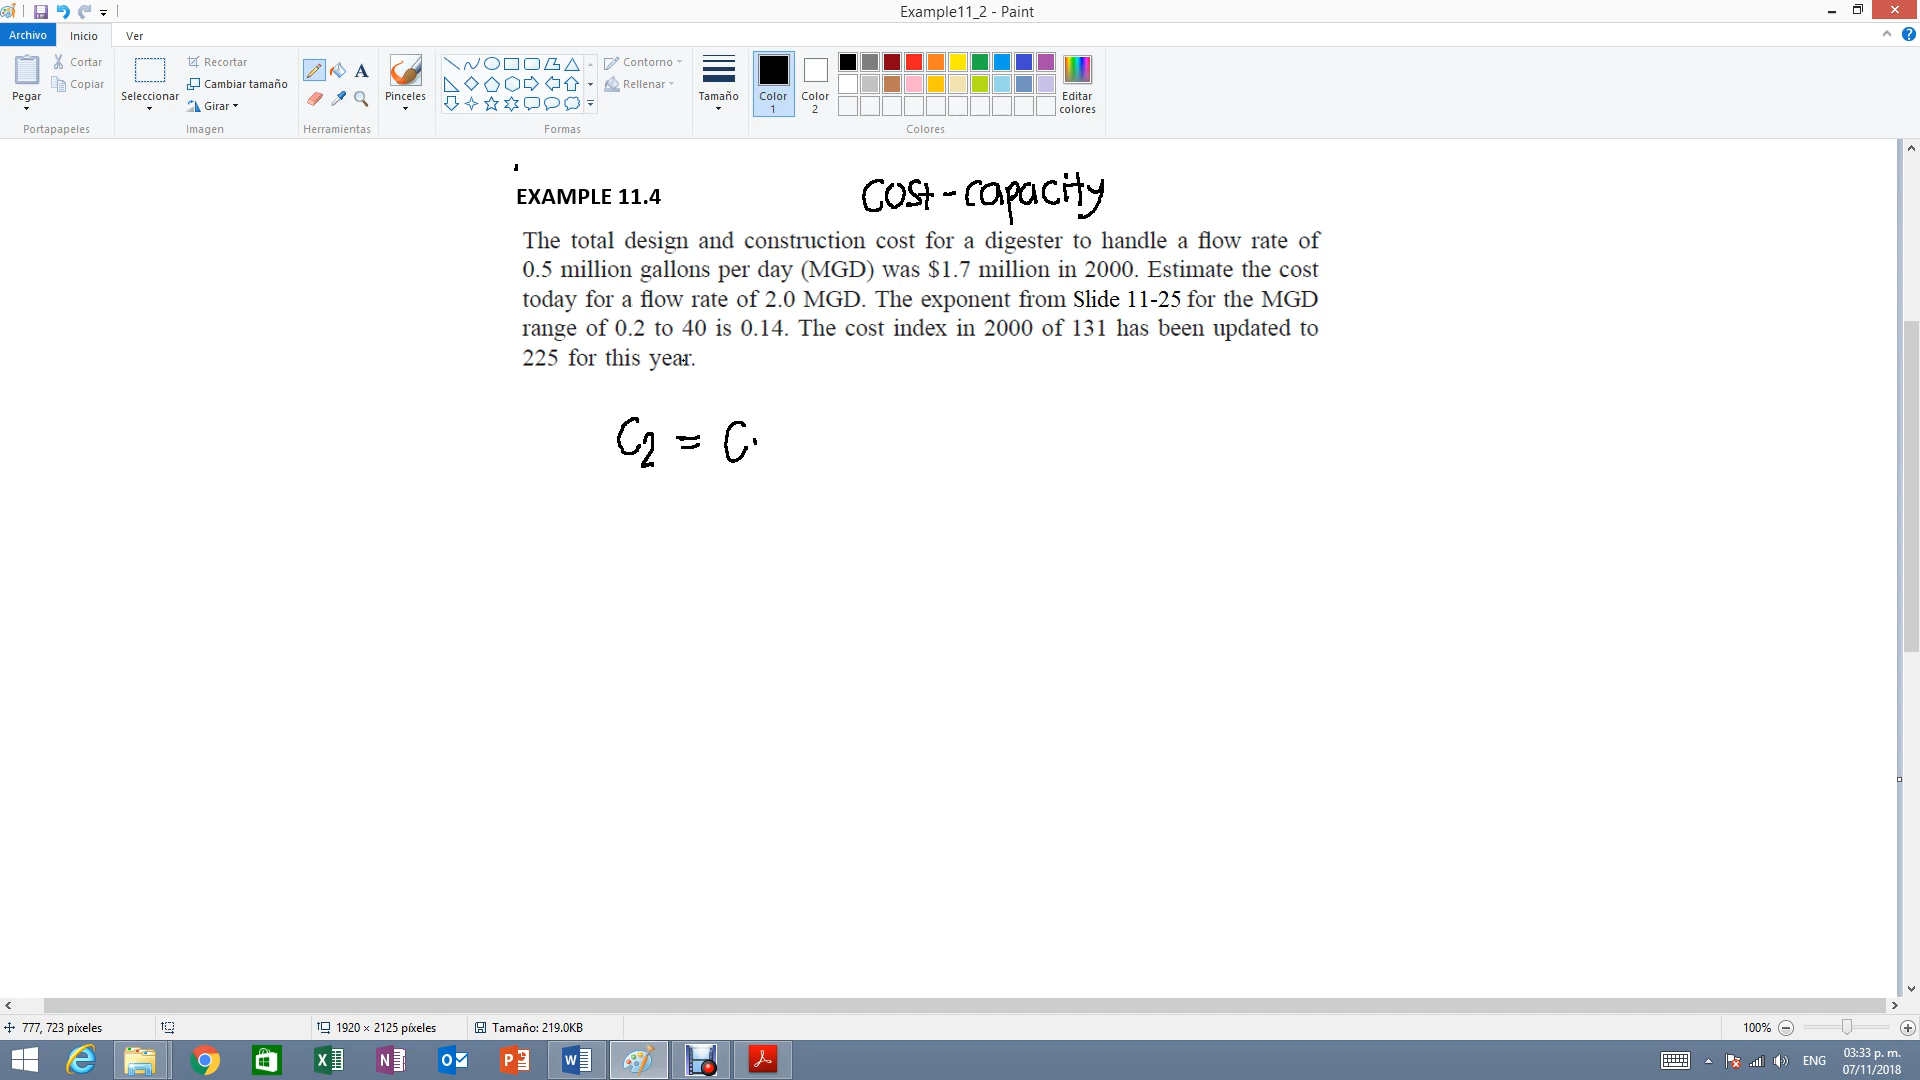 Example11_2 - Paint
Archivo
Inicio
Ver
Pegar
Cortar
Copiar
Portapapeles
Seleccionar
Recortar
Cambiar tamaño
Girar
Imagen
A
Herramientas
Pinceles
Contorno
Rellenar
Formas
Tamaño
Color 1
Color 2
Editar colores
Colores
EXAMPLE 11.4
Cost-capacity
The total design and construction cost for a digester to handle a flow rate of
0.5 million gallons per day (MGD) was $1.7 million in 2000. Estimate the cost
today for a flow rate of 2.0 MGD. The exponent from Slide 11-25 for the MGD
range of 0.2 to 40 is 0.14. The cost index in 2000 of 131 has been updated to
225 for this year.
C2 = C
777, 723 píxeles
1920 × 2125 píxeles
Tamaño: 219.0KB
100%
ENG
03:33 p. m.
07/11/2018